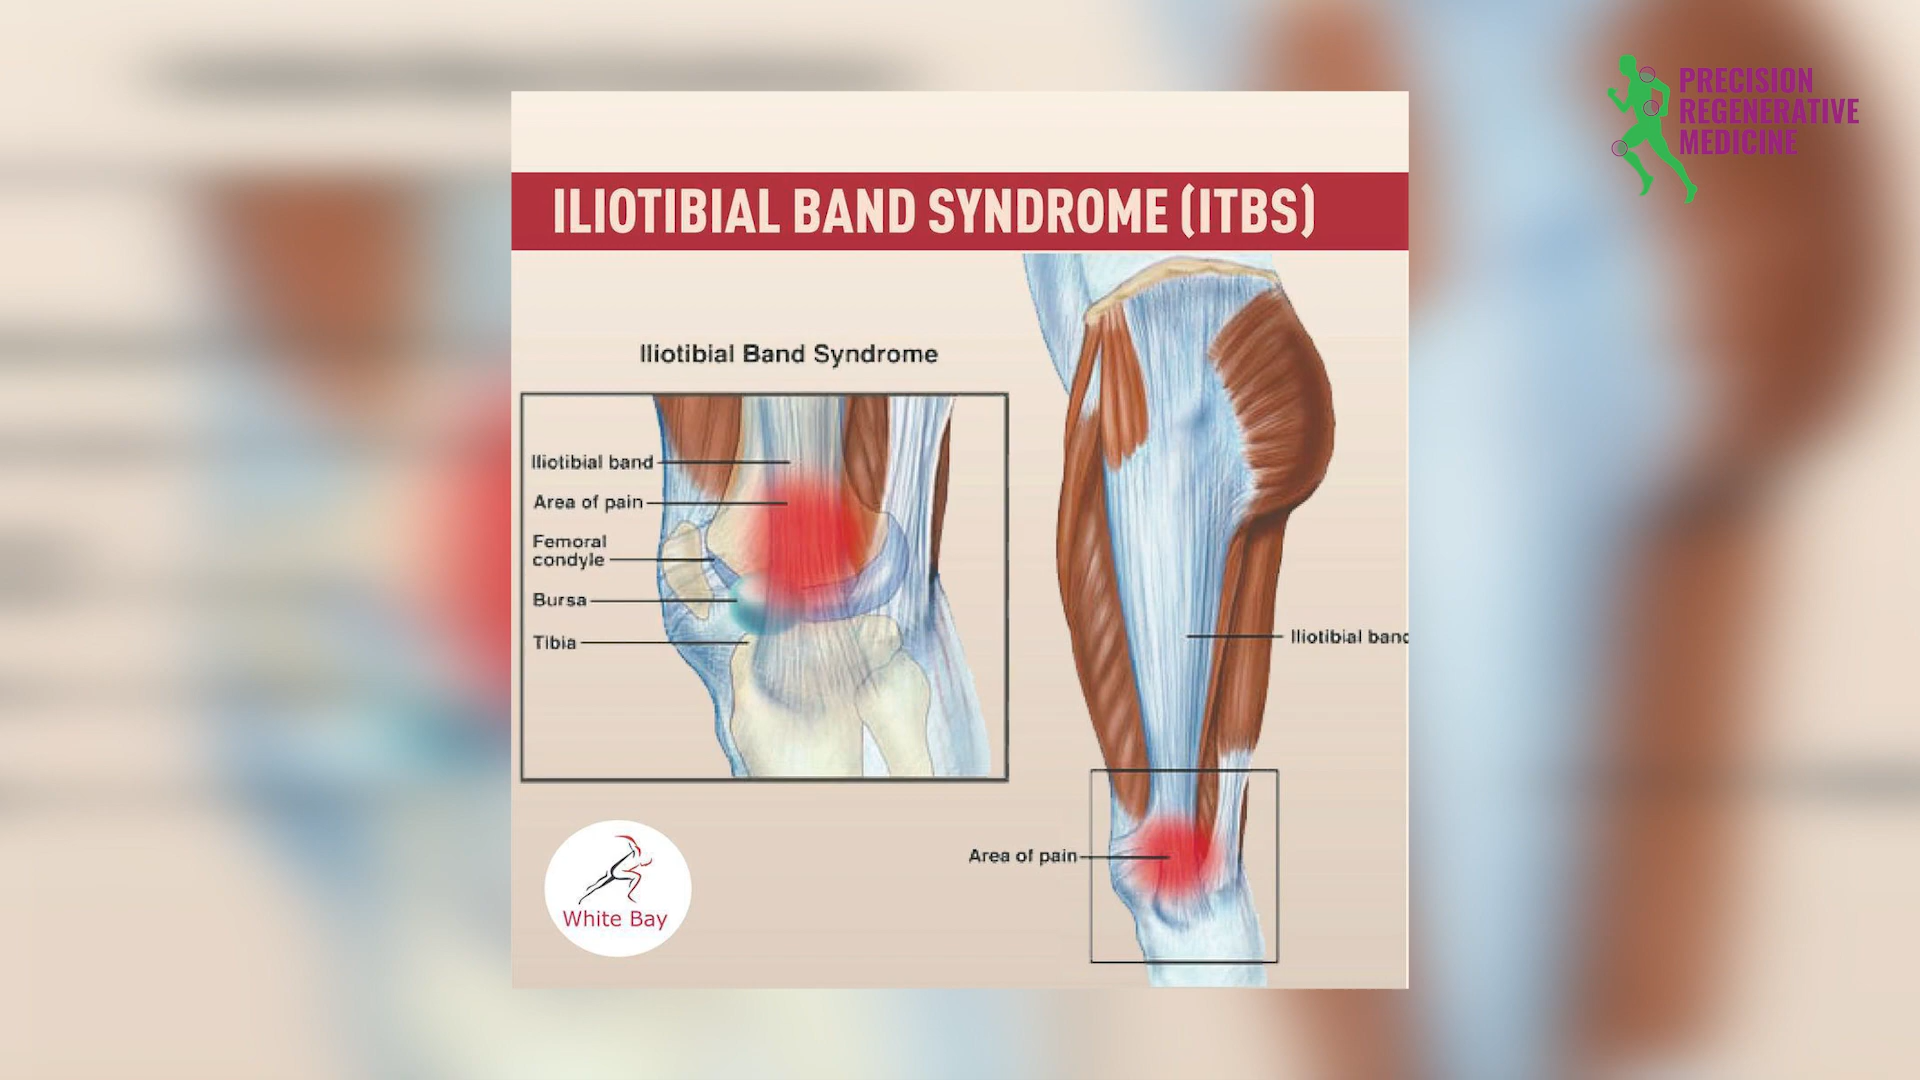 PRECISION
REGENERATIVE
MEDICINE
ILIOTIBIAL BAND SYNDROME (ITBS)
Iliotibial Band Syndrome
Iliotibial band
Area of pain
Femoral
condyle
Bursa
Tibia
Iliotibial band
Area of pain
White Bay